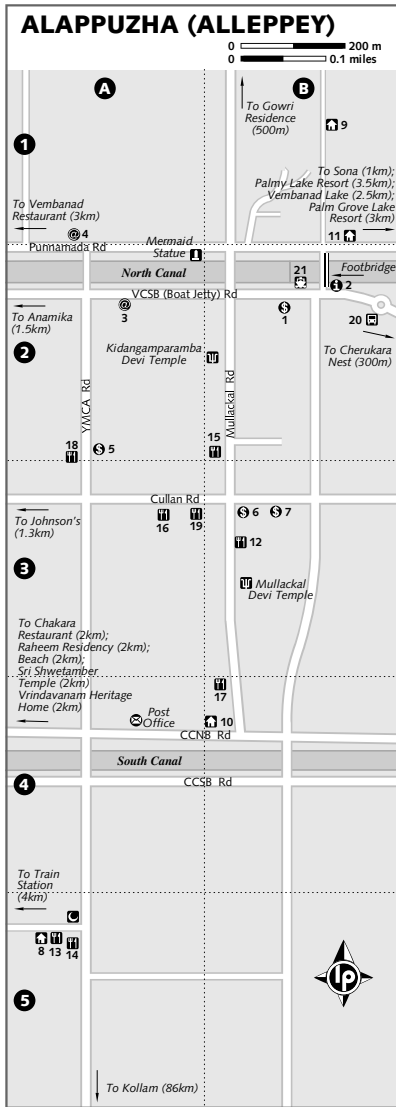 ALAPPUZHA (ALLEPPEY)
0 200 m
0 0.1 miles
A
B
To Gowri
Residence
(500m)
9
1
To Sona (1km);
Palmy Lake Resort (3.5km);
Vembanad Lake (2.5km);
Palm Grove Lake
Resort (3km)
To Vembanad
Restaurant (3km)
@ 4
11
Punnamada Rd
Mermaid
Statue
North Canal
21
Footbridge
i 2
VCSB (Boat Jetty) Rd
To Anamika
(1.5km)
@
3
$
1
20
2
To Cherukara
Nest (300m)
Kidangamparamba
Devi Temple
YMCA Rd
Mullackal Rd
18
$ 5
15
Cullan Rd
To Johnson's
(1.3km)
16
19
$ 6
$ 7
12
3
Mullackal
Devi Temple
To Chakara
Restaurant (2km);
Raheem Residency (2km);
Beach (2km);
Sri Shwetamber
Temple (2km)
Vrindavanam Heritage
Home (2km)
17
Post
Office
10
CCNB Rd
South Canal
4
CCSB Rd
To Train
Station
(4km)
8
13
14
lp
5
To Kollam (86km)